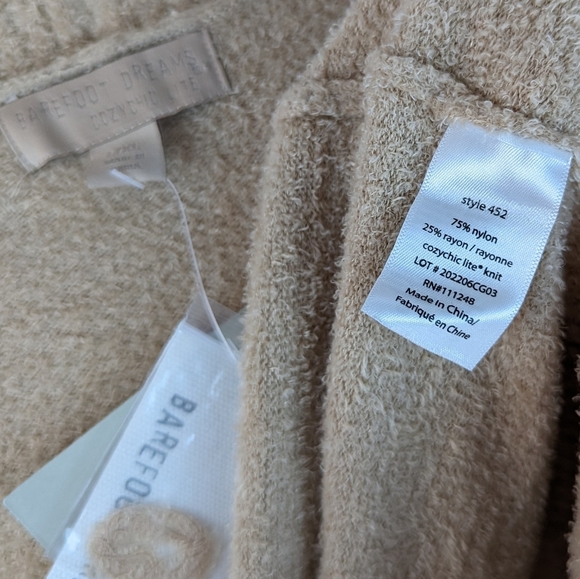 BAREFOOT DREAMS
COZYCHIC LITE
style 452
75% nylon
25% rayon / rayonne
cozychic lite® knit
LOT # 202206CG03
RN#111248
Made in China/
Fabriqué en Chine
BAREFOO